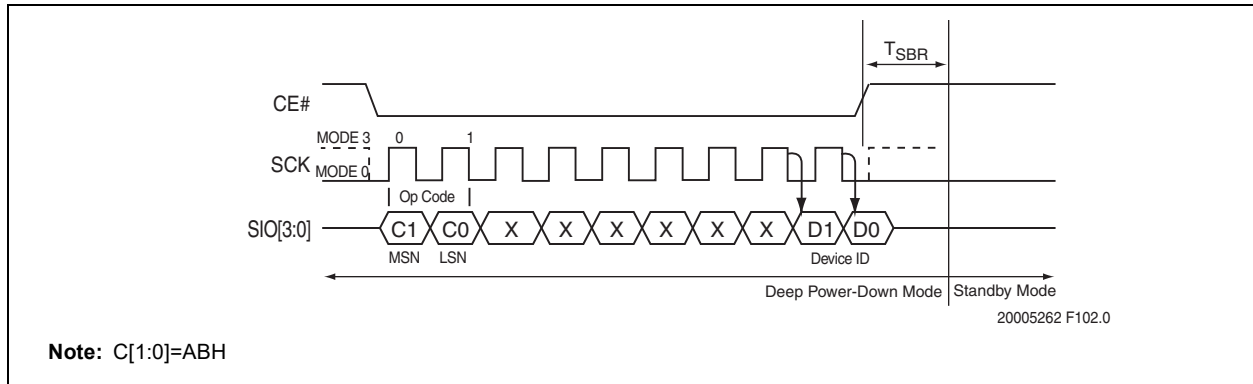 T_SBR
CE#
MODE 3 0 1
SCK
MODE 0
Op Code
SIO[3:0] C1 C0 X X X X X X D1 D0
MSN LSN Device ID
Deep Power-Down Mode Standby Mode
20005262 F102.0
Note: C[1:0]=ABH